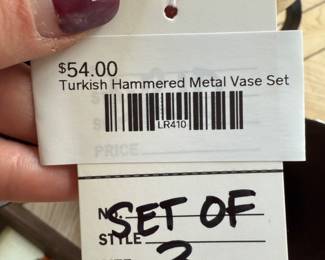 $54.00
Turkish Hammered Metal Vase Set
LR410
PRICE
No. SET OF
STYLE